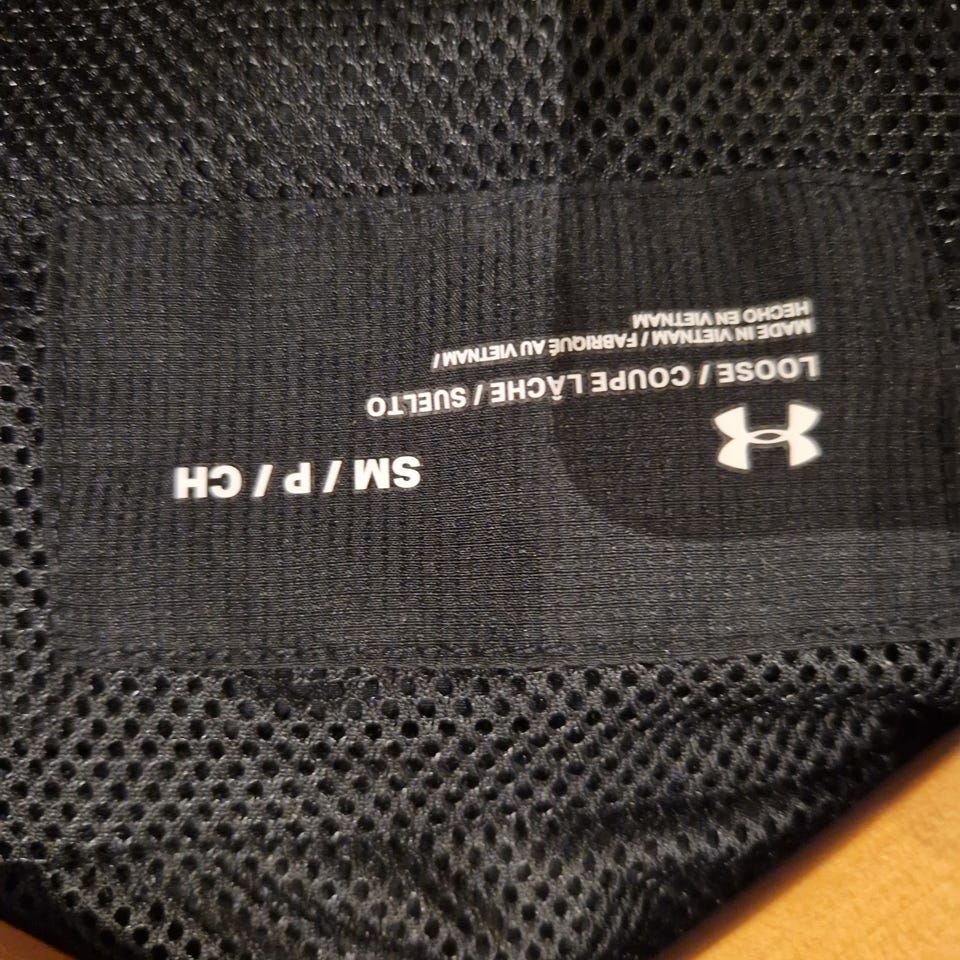 SM / P / CH
LOOSE / COUPE LÂCHE / SUELTO
MADE IN VIETNAM / FABRIQUÉ AU VIETNAM /
HECHO EN VIETNAM